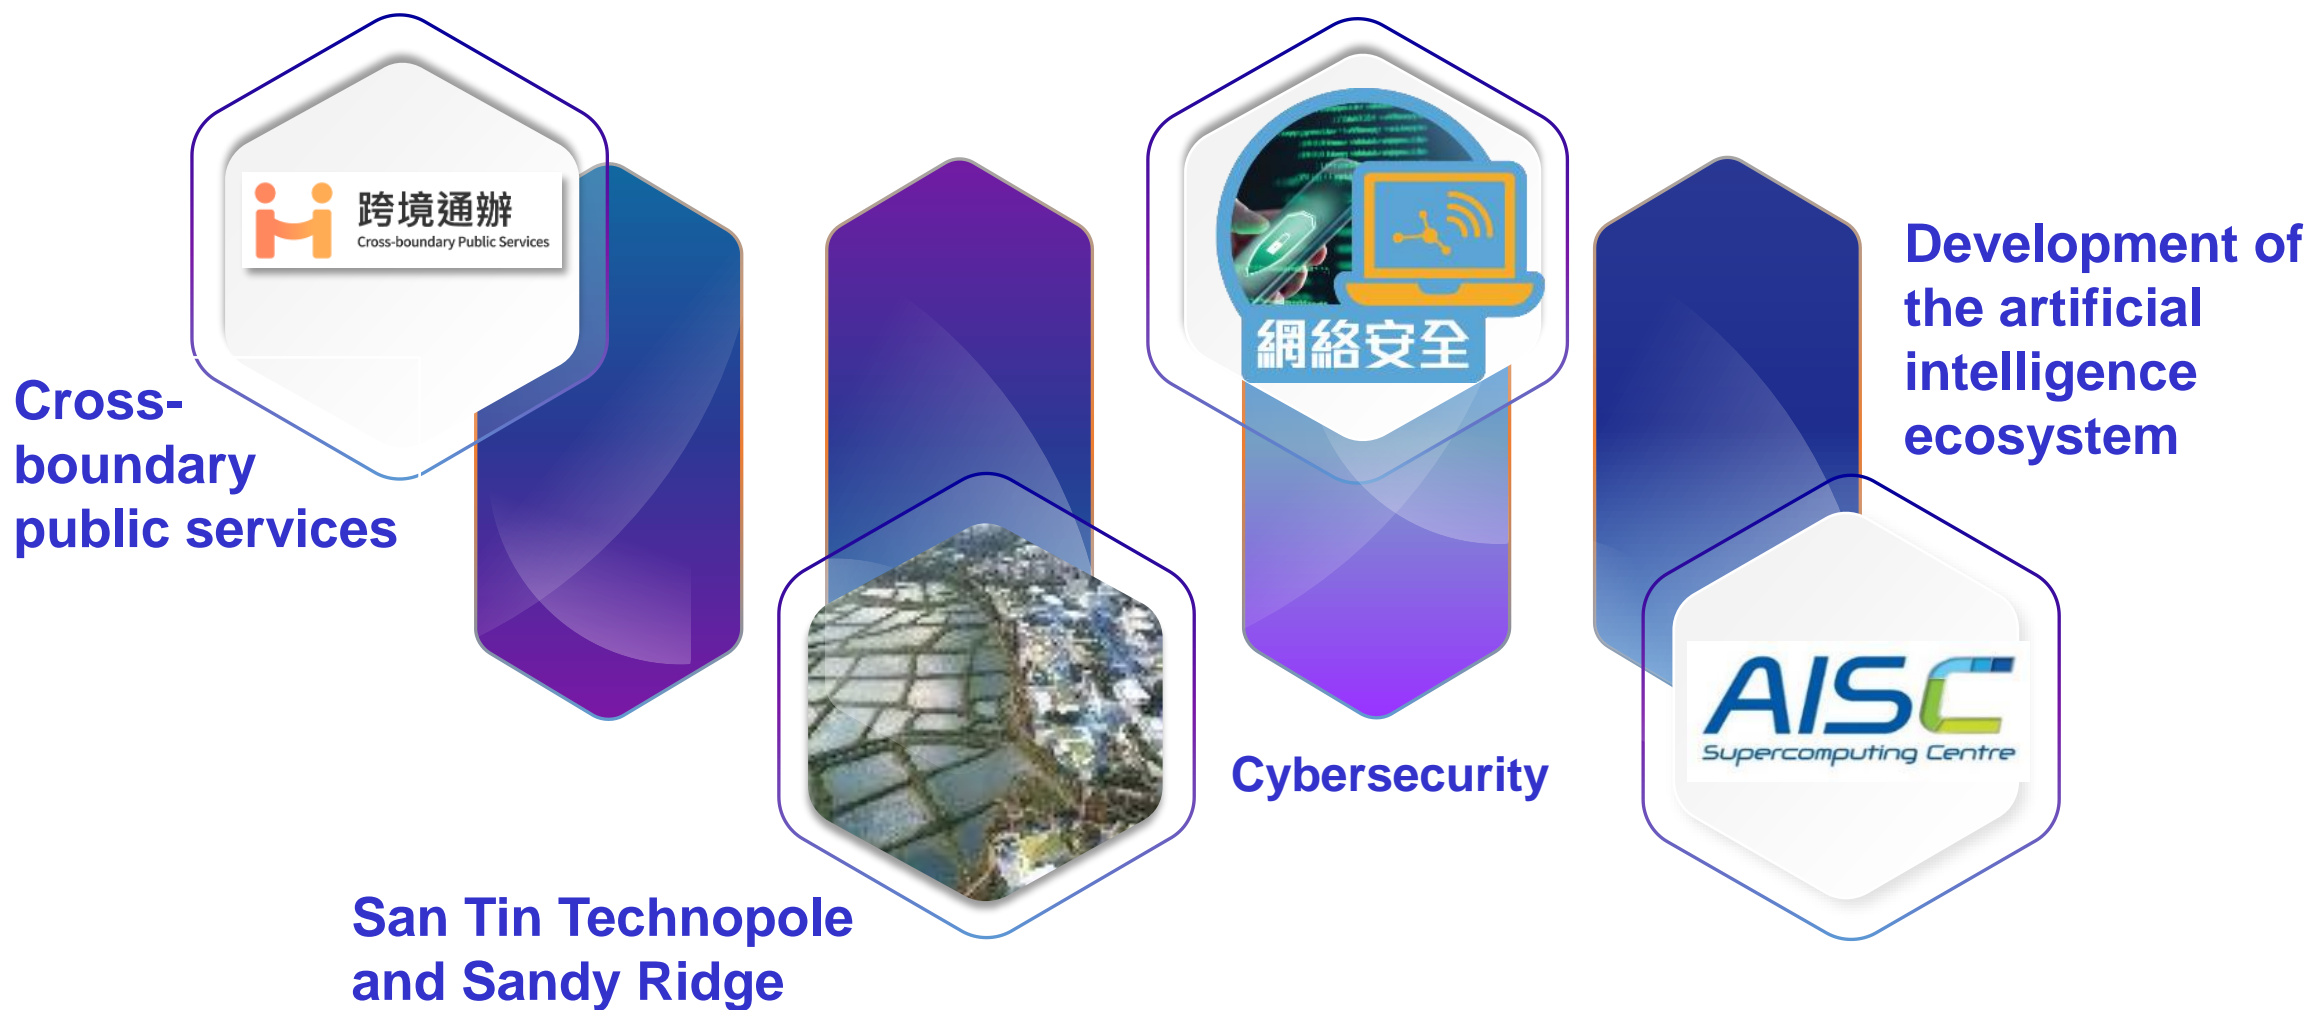 跨境通辦
Cross-boundary Public Services
Cross-
boundary
public services
San Tin Technopole
and Sandy Ridge
網絡安全
Cybersecurity
Development of
the artificial
intelligence
ecosystem
AISC
Supercomputing Centre